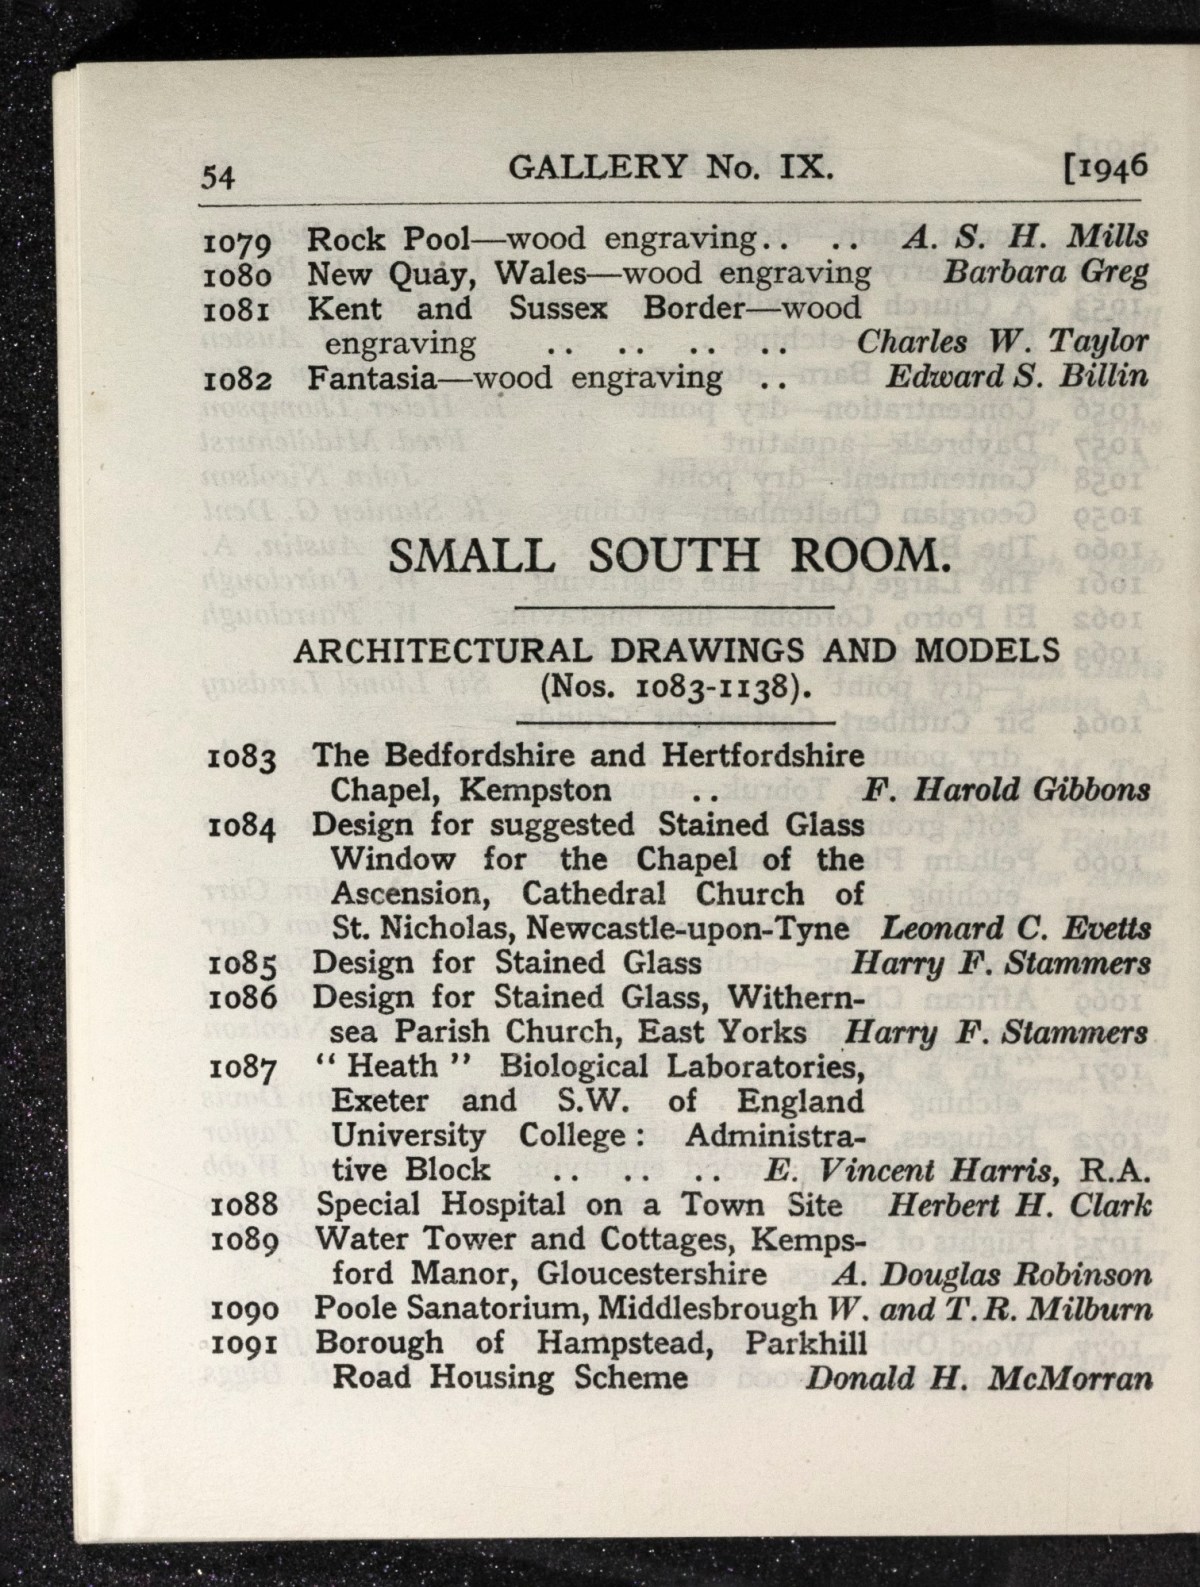 54 GALLERY No. IX. [1946
1079 Rock Pool—wood engraving.. .. A. S. H. Mills
1080 New Quay, Wales—wood engraving Barbara Greg
1081 Kent and Sussex Border—wood
engraving .. .. .. .. Charles W. Taylor
1082 Fantasia—wood engraving .. Edward S. Billin
SMALL SOUTH ROOM.
ARCHITECTURAL DRAWINGS AND MODELS
(Nos. 1083-1138).
1083 The Bedfordshire and Hertfordshire
Chapel, Kempston .. F. Harold Gibbons
1084 Design for suggested Stained Glass
Window for the Chapel of the
Ascension, Cathedral Church of
St. Nicholas, Newcastle-upon-Tyne Leonard C. Evetts
1085 Design for Stained Glass Harry F. Stammers
1086 Design for Stained Glass, Withern-
sea Parish Church, East Yorks Harry F. Stammers
1087 “ Heath ” Biological Laboratories,
Exeter and S.W. of England
University College : Administra-
tive Block .. .. .. E. Vincent Harris, R.A.
1088 Special Hospital on a Town Site Herbert H. Clark
1089 Water Tower and Cottages, Kemps-
ford Manor, Gloucestershire A. Douglas Robinson
1090 Poole Sanatorium, Middlesbrough W. and T. R. Milburn
1091 Borough of Hampstead, Parkhill
Road Housing Scheme Donald H. McMorran